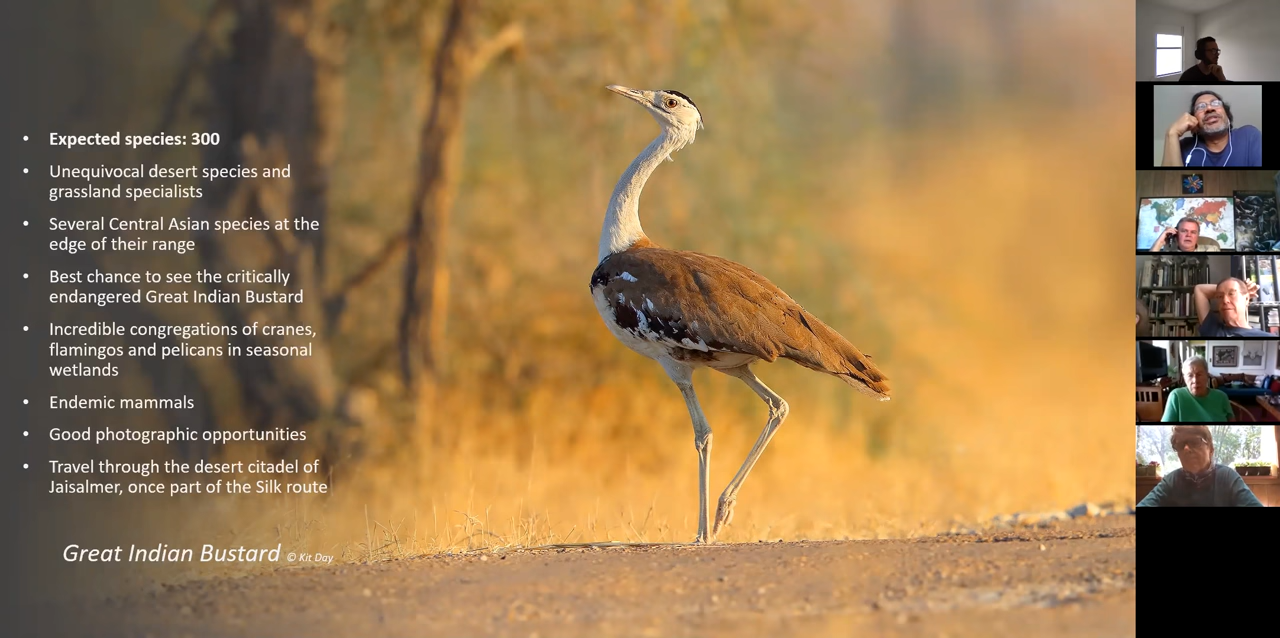 • Expected species: 300
• Unequivocal desert species and
grassland specialists
• Several Central Asian species at the
edge of their range
• Best chance to see the critically
endangered Great Indian Bustard
• Incredible congregations of cranes,
flamingos and pelicans in seasonal
wetlands
• Endemic mammals
• Good photographic opportunities
• Travel through the desert citadel of
Jaisalmer, once part of the Silk route
Great Indian Bustard © Kit Day